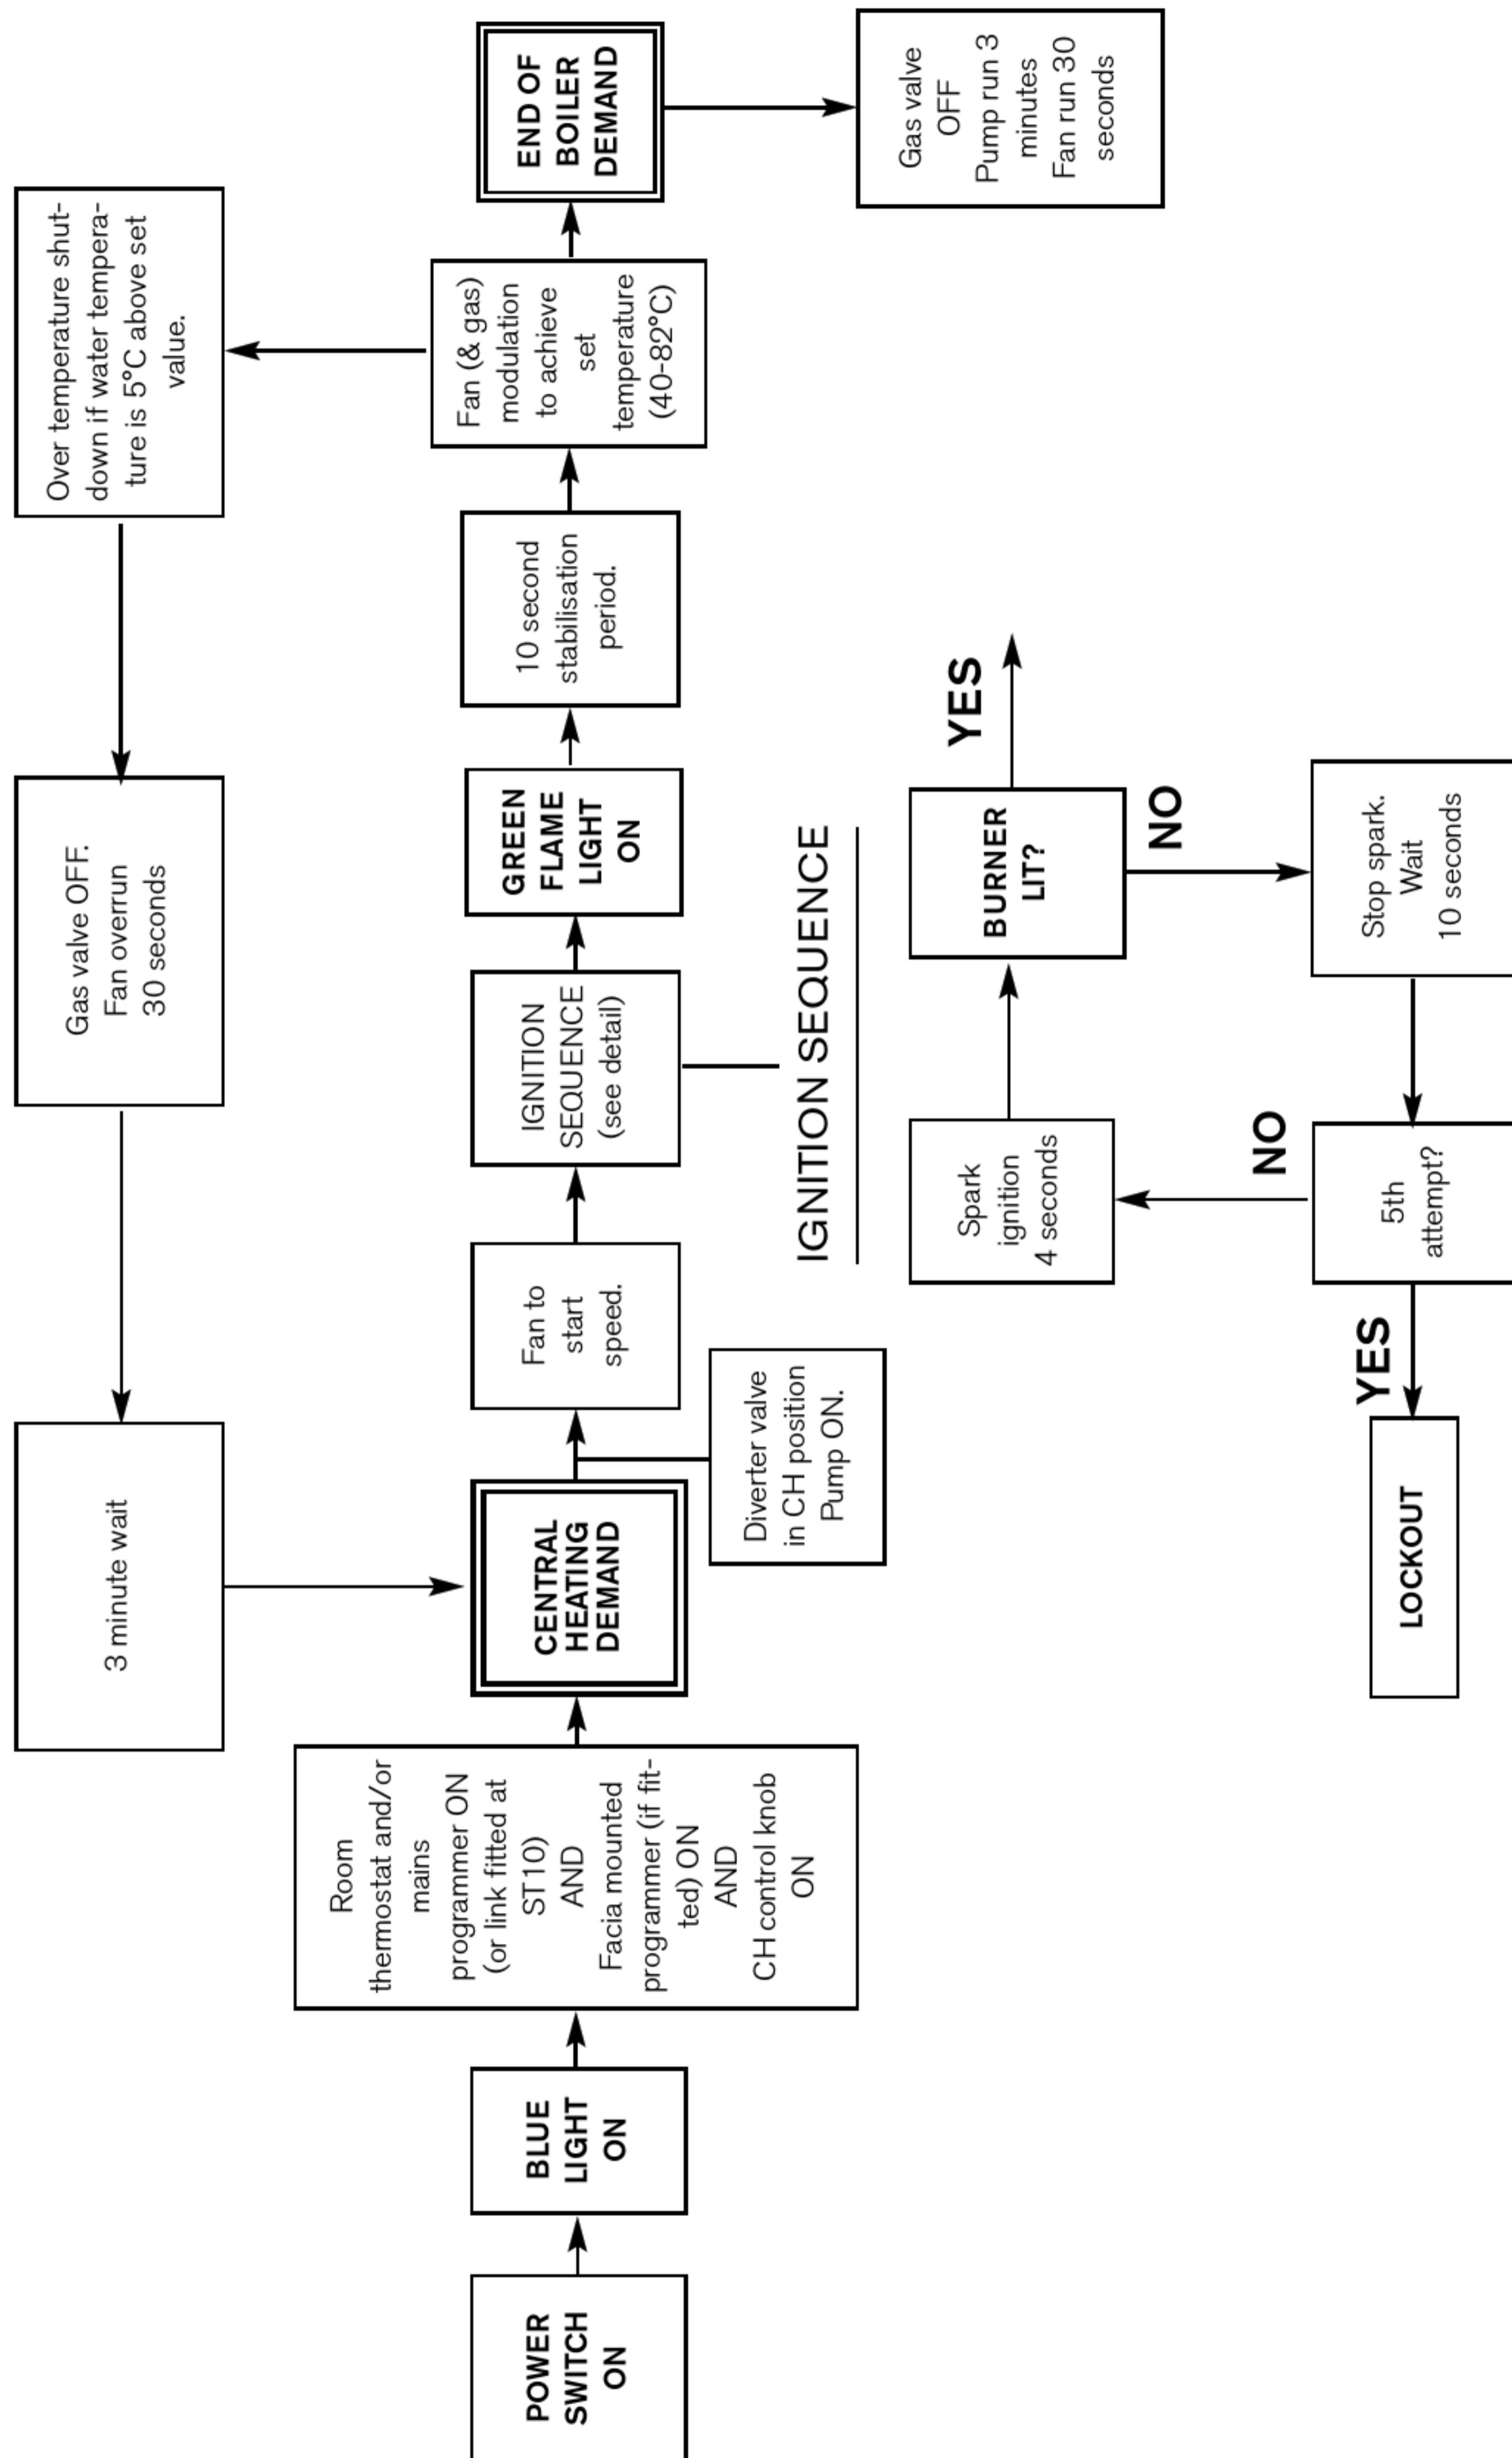 POWER
SWITCH
ON
BLUE
LIGHT
ON
Room
thermostat and/or
mains
programmer ON
(or link fitted at
ST10)
AND
Facia mounted
programmer (if fit-
ted) ON
AND
CH control knob
ON
CENTRAL
HEATING
DEMAND
Diverter valve
in CH position
Pump ON.
Fan to
start
speed.
IGNITION
SEQUENCE
(see detail)
GREEN
FLAME
LIGHT
ON
10 second
stabilisation
period.
Fan (& gas)
modulation
to achieve
set
temperature
(40-82°C)
END OF
BOILER
DEMAND
Gas valve
OFF
Pump run 3
minutes
Fan run 30
seconds
Over temperature shut-
down if water tempera-
ture is 5°C above set
value.
Gas valve OFF.
Fan overrun
30 seconds
3 minute wait
IGNITION SEQUENCE
Spark
ignition
4 seconds
BURNER
LIT?
YES
NO
Stop spark.
Wait
10 seconds
5th
attempt?
NO
YES
LOCKOUT